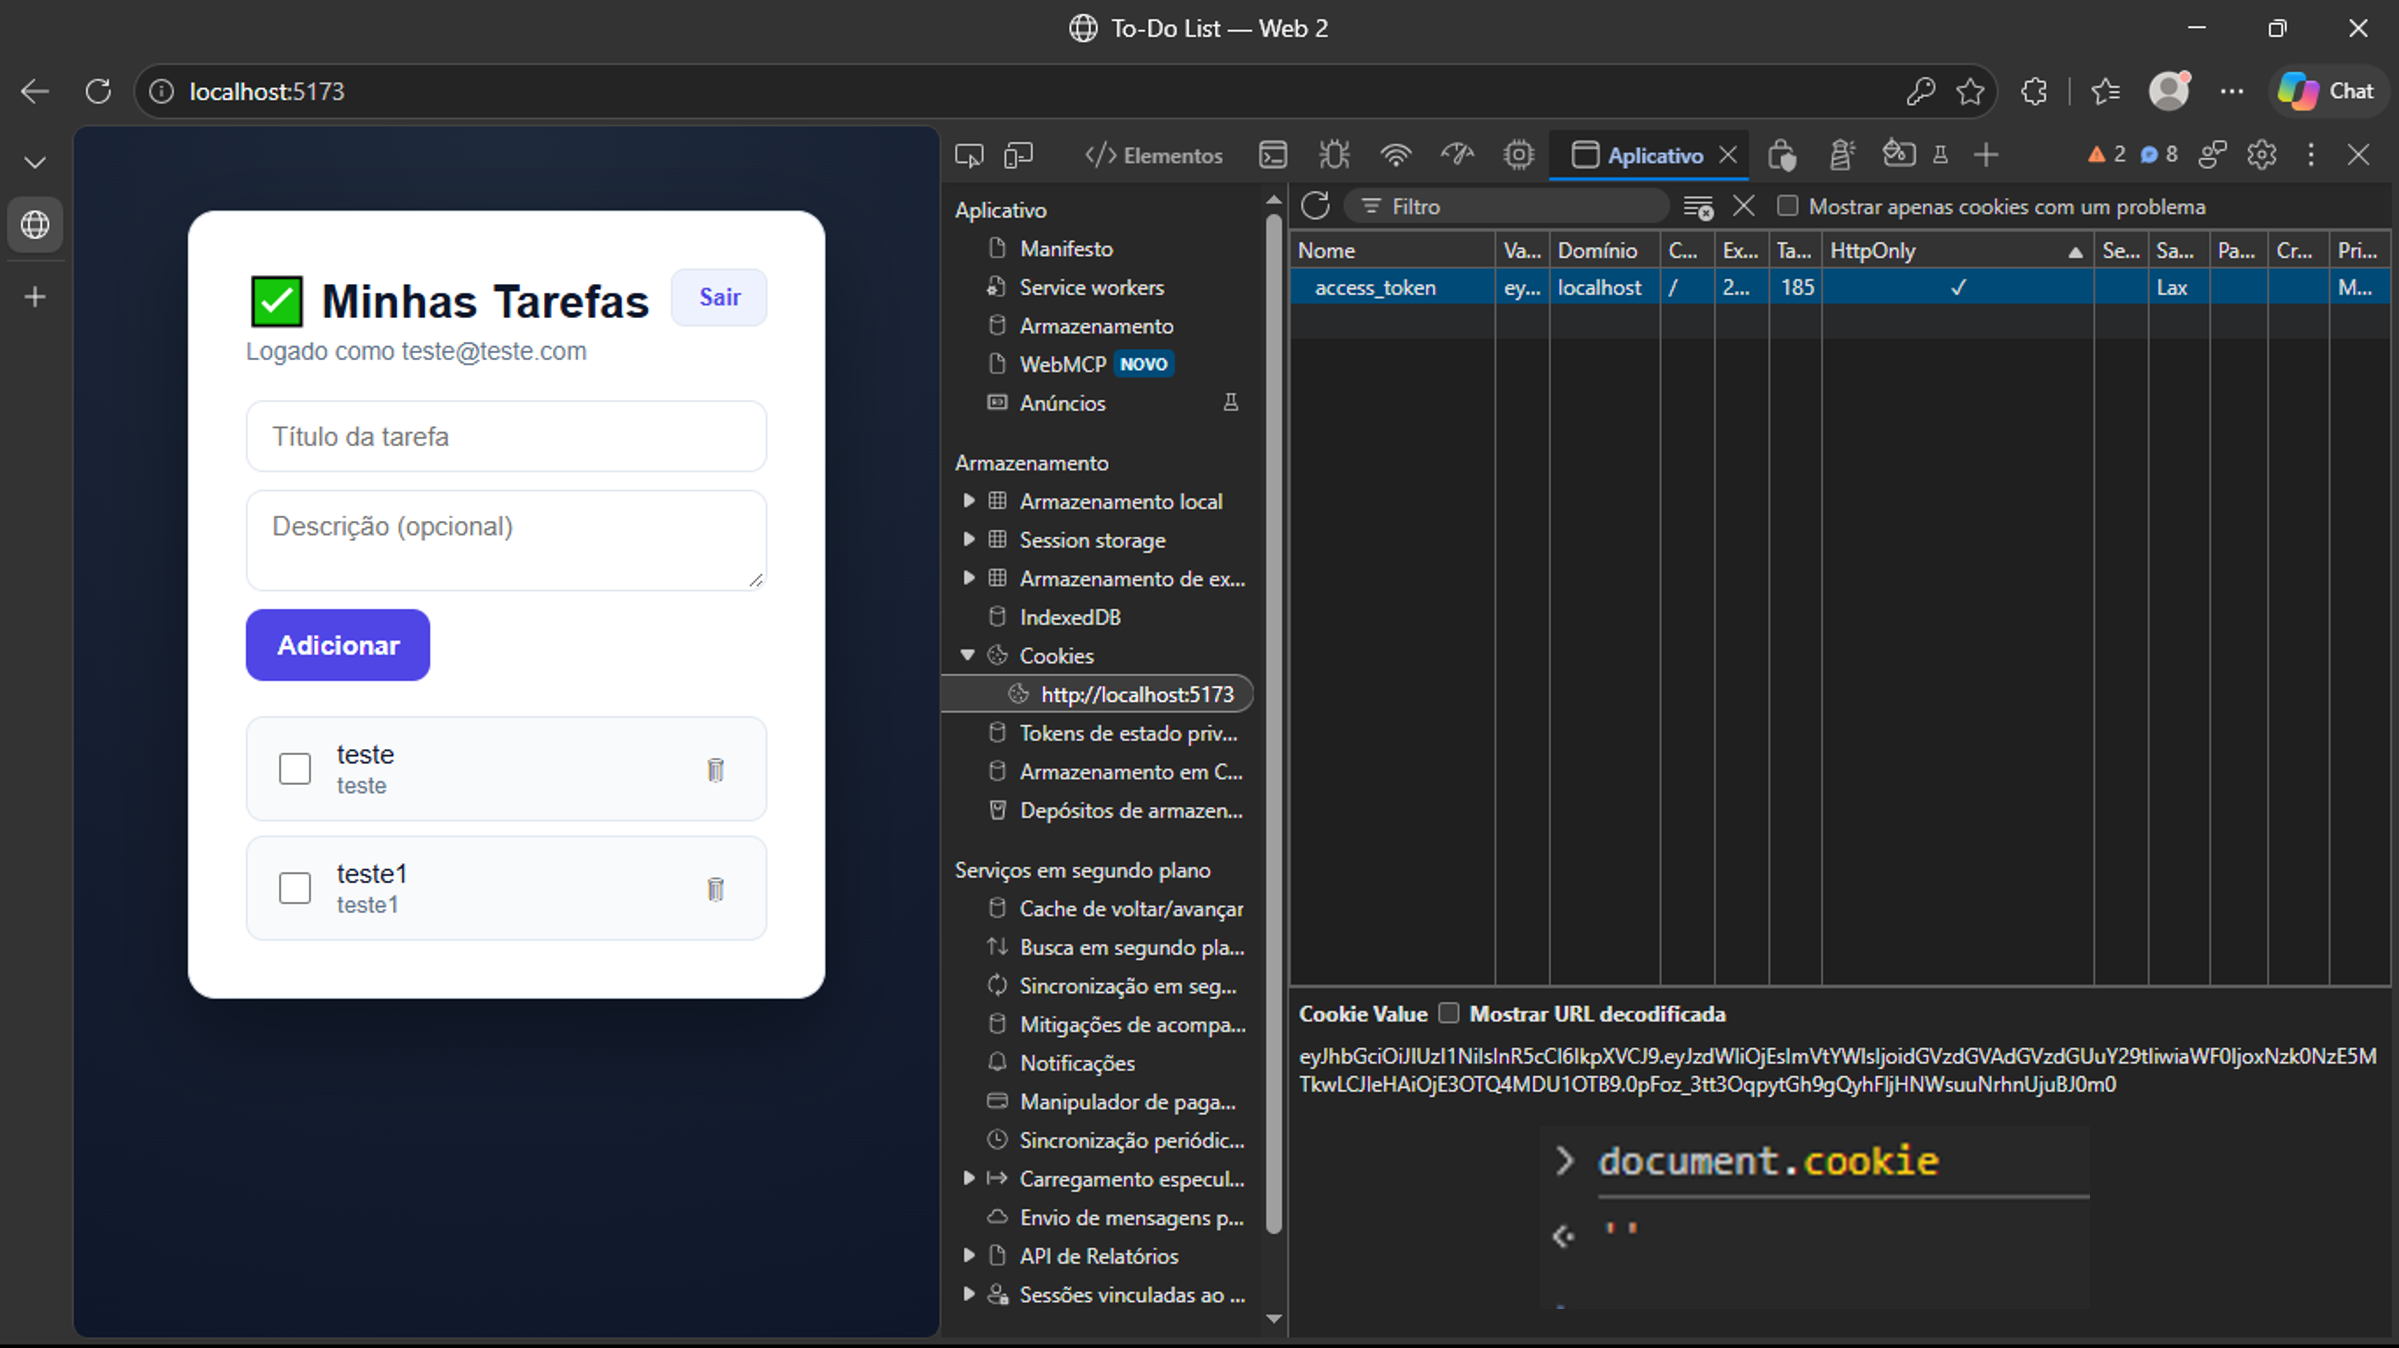 To-Do List — Web 2
localhost:5173
Chat
Minhas Tarefas
Sair
Logado como teste@teste.com
Título da tarefa
Descrição (opcional)
Adicionar
teste
teste
teste1
teste1
Elementos
Aplicativo
2
8
Aplicativo
Manifesto
Service workers
Armazenamento
WebMCP NOVO
Anúncios
Armazenamento
Armazenamento local
Session storage
Armazenamento de ex...
IndexedDB
Cookies
http://localhost:5173
Tokens de estado priv...
Armazenamento em C...
Depósitos de armazen...
Serviços em segundo plano
Cache de voltar/avançar
Busca em segundo pla...
Sincronização em seg...
Mitigações de acompa...
Notificações
Manipulador de paga...
Sincronização periódic...
Carregamento especul...
Envio de mensagens p...
API de Relatórios
Sessões vinculadas ao ...
Filtro
Mostrar apenas cookies com um problema
Nome Va... Domínio C... Ex... Ta... HttpOnly Se... Sa... Pa... Cr... Pri...
access_token ey... localhost / 2... 185 ✓ Lax M...
Cookie Value Mostrar URL decodificada
> document.cookie
''